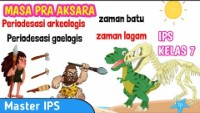 MASA PRA AKSARA
Periodesasi arkeologis
zaman batu
Periodesasi goelogis
zaman logam
IPS
KELAS 7
Master IPS